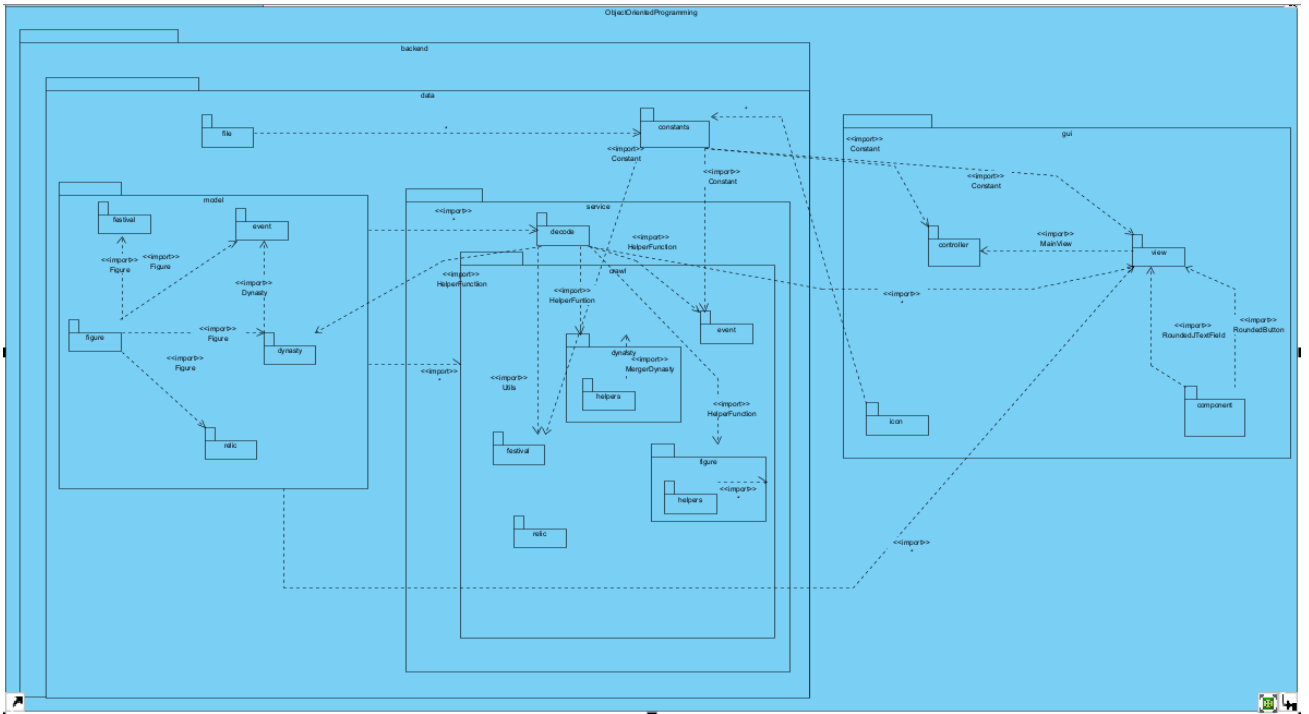 ObjectOrientedProgramming
backend
data
file
*
constants
*
<<import>>
Constant
<<import>>
Constant
gui
<<import>>
Constant
<<import>>
Constant
model
festival
event
<<import>>
Figure
<<import>>
Figure
<<import>>
Dynasty
figure
<<import>>
Figure
dynasty
<<import>>
Figure
relic
<<import>>
*
<<import>>
*
service
decode
<<import>>
HelperFunction
<<import>>
HelperFunction
crawl
<<import>>
HelperFuntion
event
dynasty
<<import>>
MergerDynasty
helpers
<<import>>
Utils
<<import>>
HelperFunction
festival
figure
helpers
<<import>>
*
relic
controller
<<import>>
MainView
view
<<import>>
*
<<import>>
RoundedJTextField
<<import>>
RoundedButton
component
icon
<<import>>
*